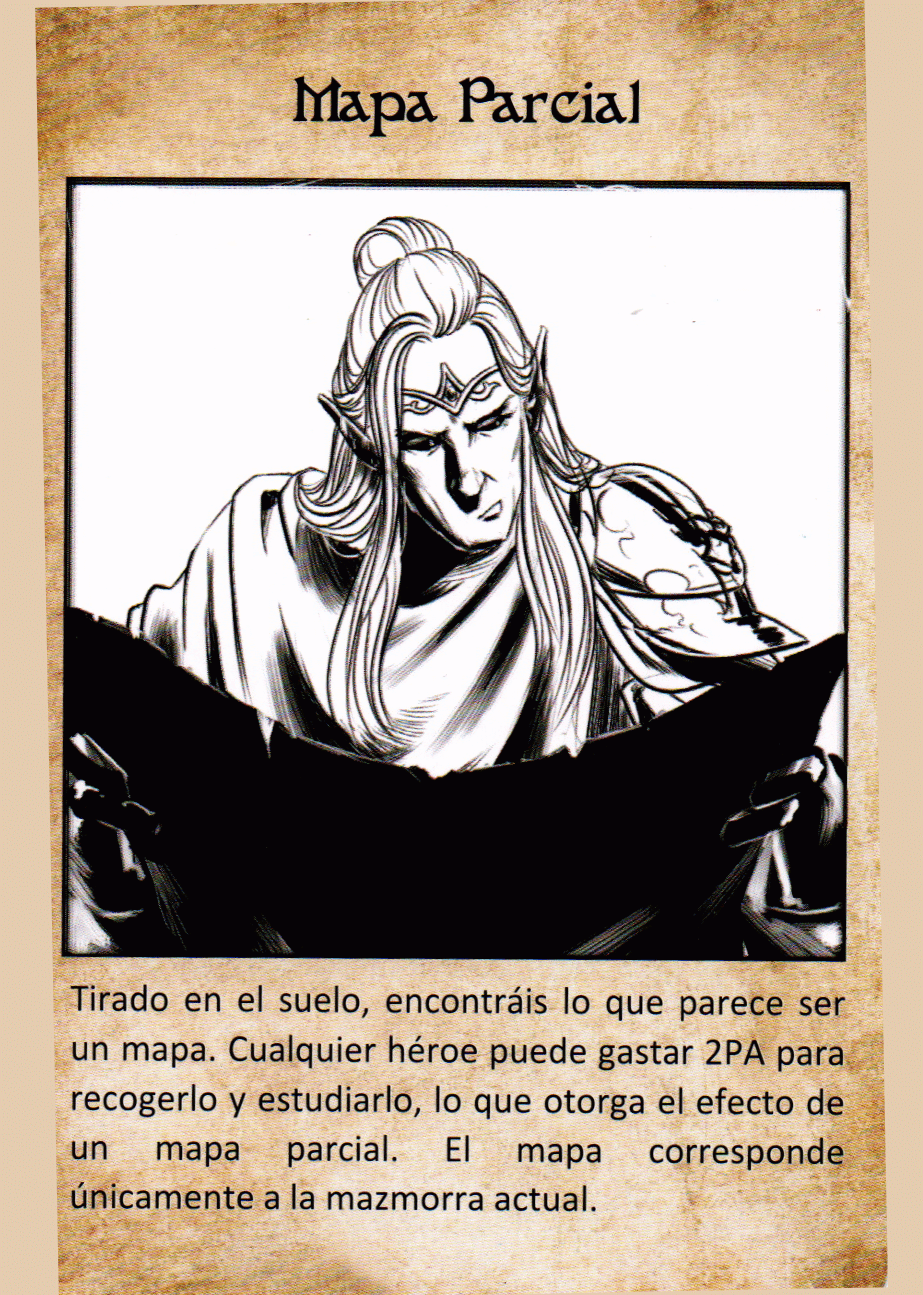 Mapa Parcial
Tirado en el suelo, encontráis lo que parece ser
un mapa. Cualquier héroe puede gastar 2PA para
recogerlo y estudiarlo, lo que otorga el efecto de
un mapa parcial. El mapa corresponde
únicamente a la mazmorra actual.